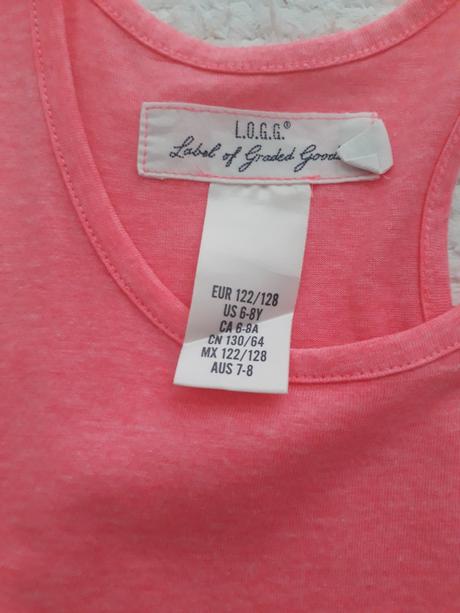 L.O.G.G.®
Label of Graded Goods
EUR 122/128
US 6-8Y
CA 6-8A
CN 130/64
MX 122/128
AUS 7-8